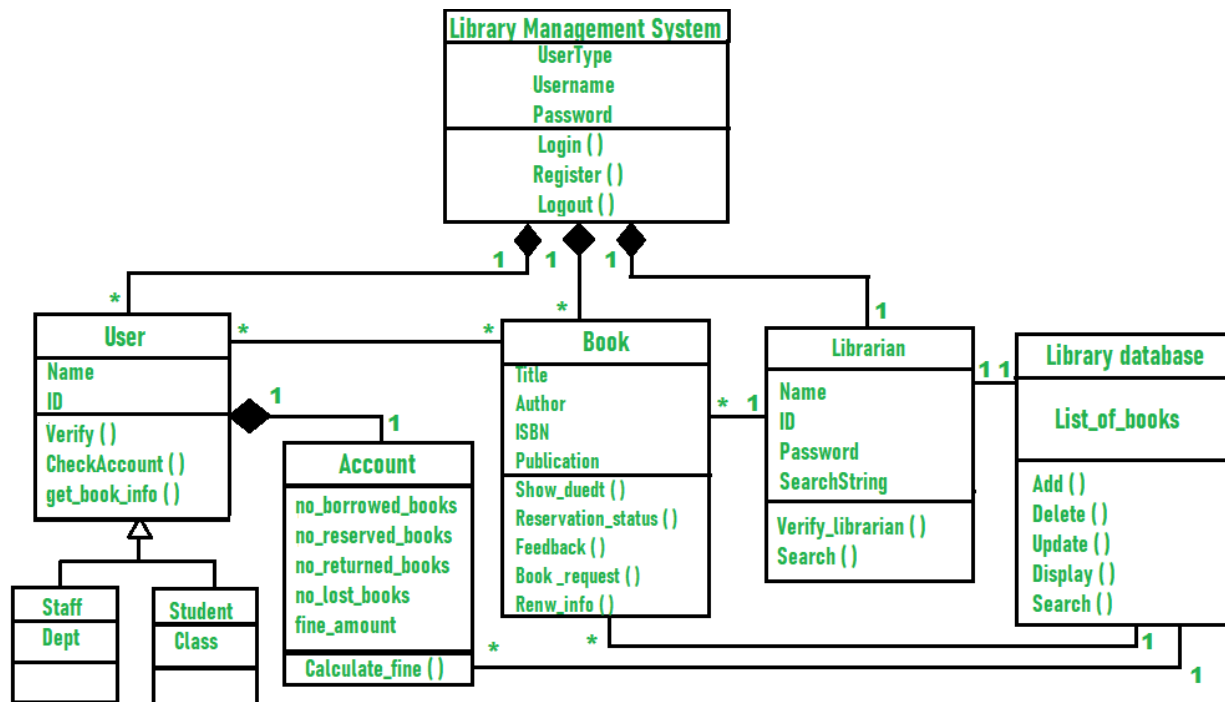 Library Management System
UserType
Username
Password
Login ( )
Register ( )
Logout ( )
1
1
1
*
*
1
User
Name
ID
Verify ( )
CheckAccount ( )
get_book_info ( )
*
*
Book
Title
Author
ISBN
Publication
Show_duedt ( )
Reservation_status ( )
Feedback ( )
Book _request ( )
Renw_info ( )
*
1
Librarian
Name
ID
Password
SearchString
Verify_librarian ( )
Search ( )
1
1
Library database
List_of_books
Add ( )
Delete ( )
Update ( )
Display ( )
Search ( )
1
1
Account
no_borrowed_books
no_reserved_books
no_returned_books
no_lost_books
fine_amount
Calculate_fine ( )
Staff
Dept
Student
Class
*
1
*
1